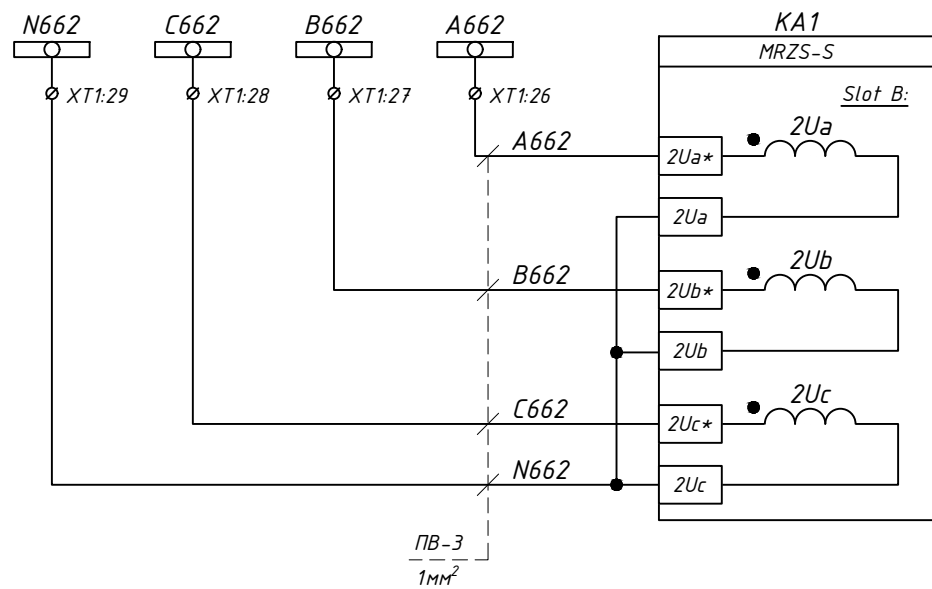 N662
C662
B662
A662
XT1:29
XT1:28
XT1:27
XT1:26
KA1
MRZS-S
Slot B:
A662
2Ua*
2Ua
2Ua
B662
2Ub*
2Ub
2Ub
C662
2Uc*
2Uc
N662
2Uc
ПВ-3
1мм²